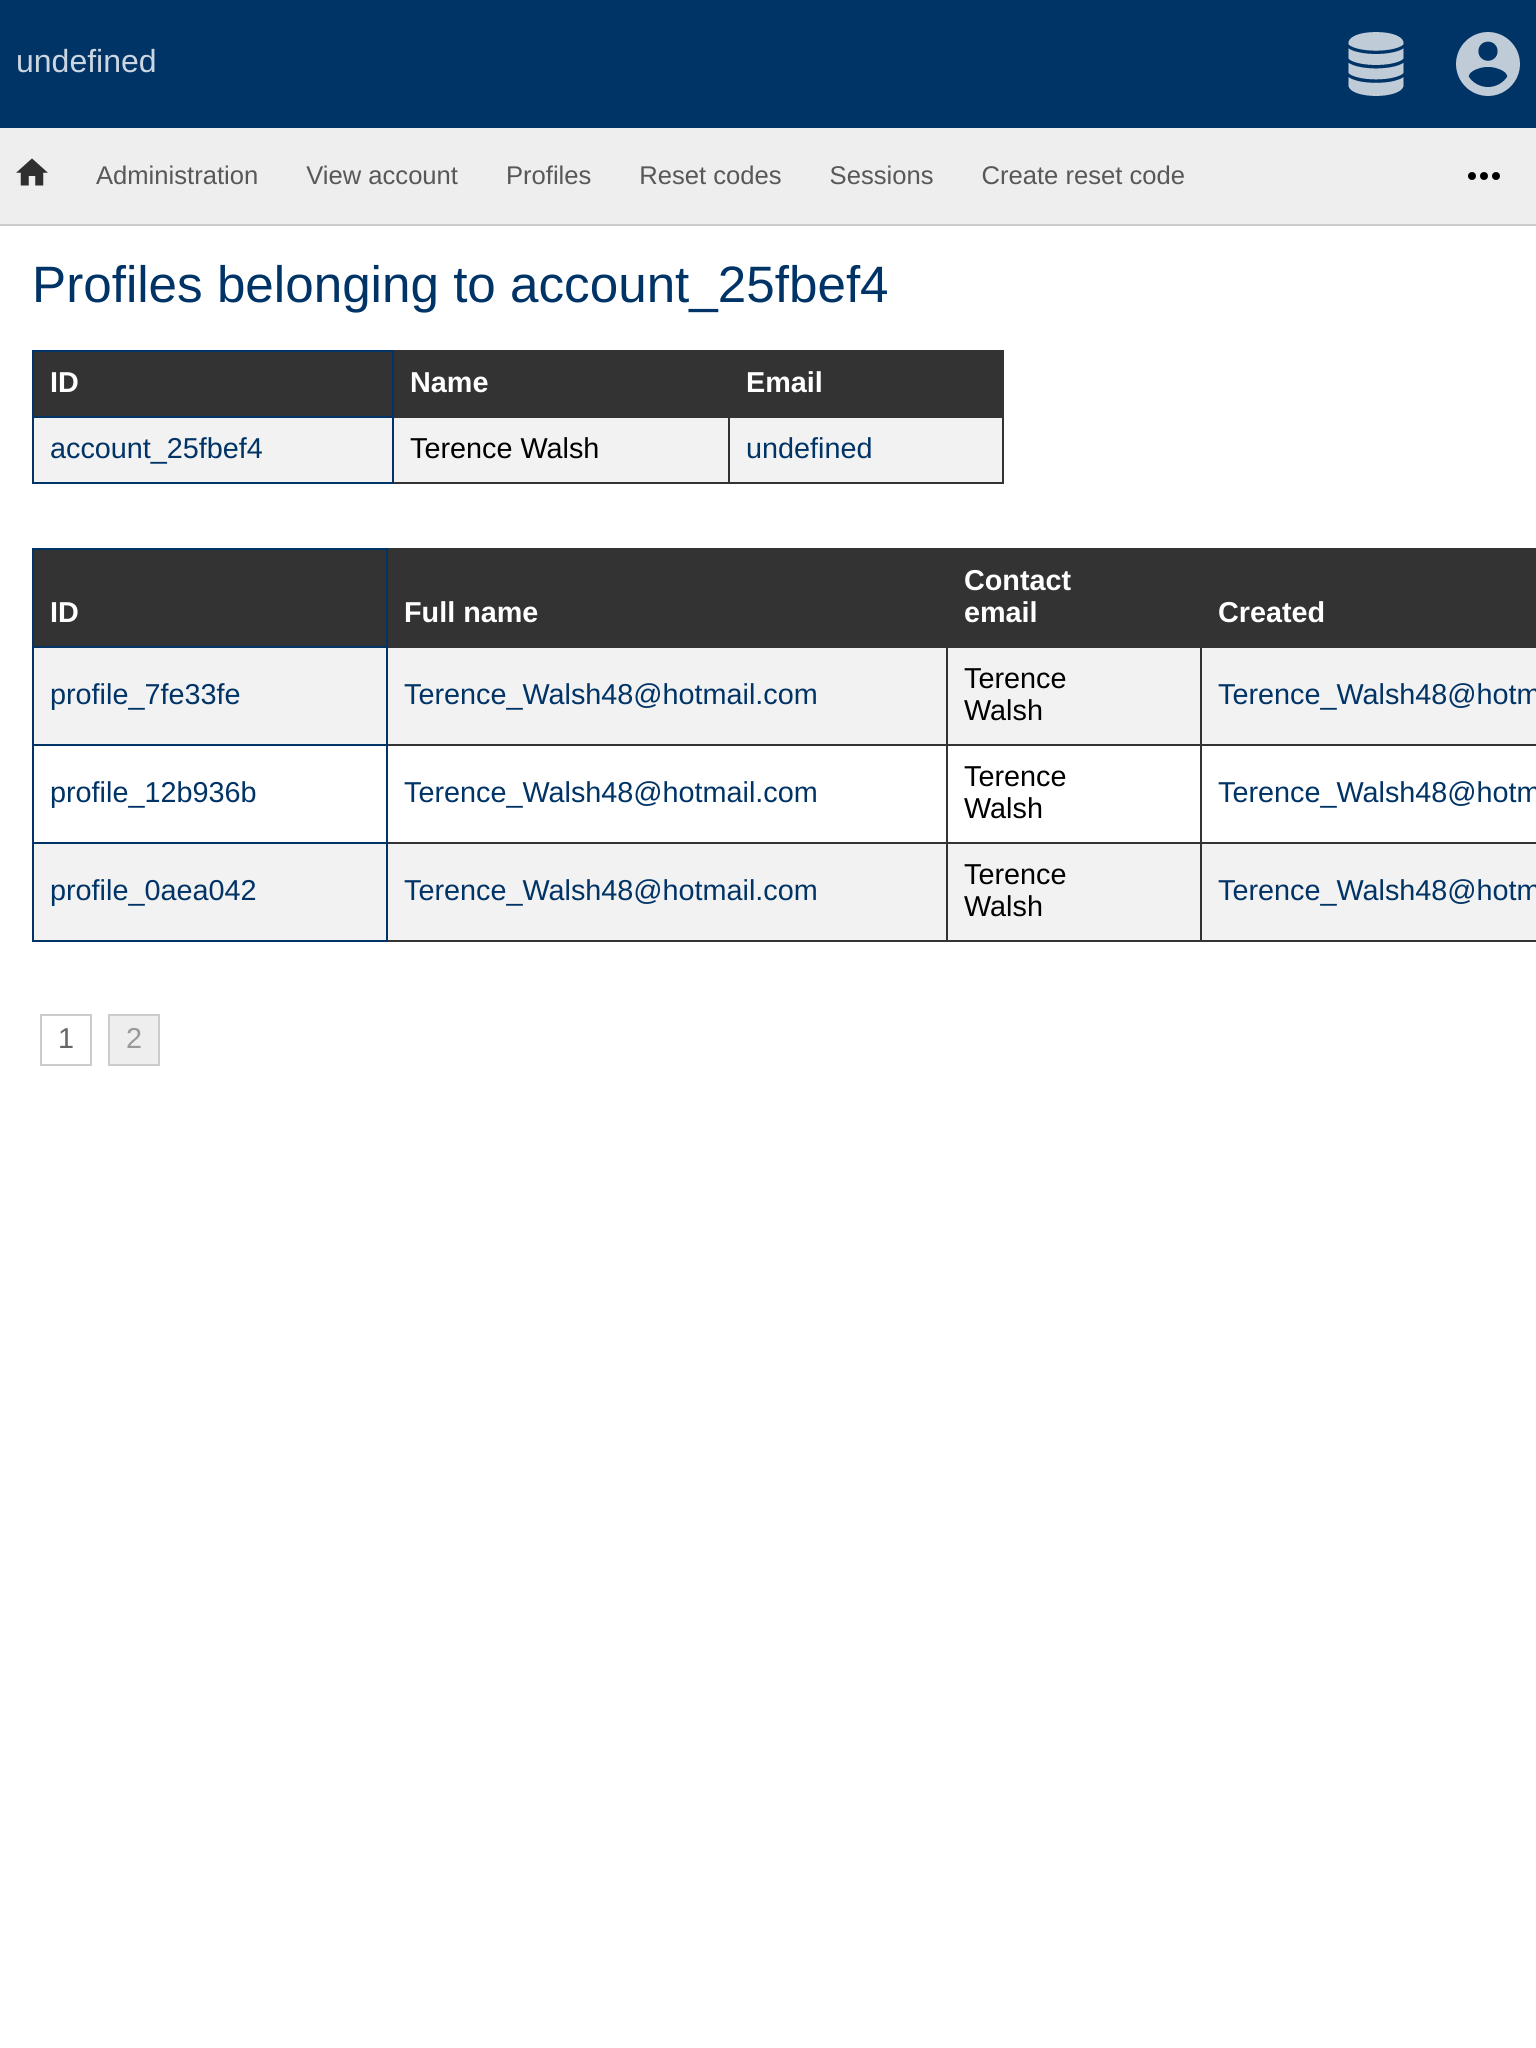 undefined
Administration View account Profiles Reset codes Sessions Create reset code
Profiles belonging to account_25fbef4
ID Name Email
account_25fbef4 Terence Walsh undefined
ID Full name Contact email Created
profile_7fe33fe Terence_Walsh48@hotmail.com Terence Walsh Terence_Walsh48@hotm
profile_12b936b Terence_Walsh48@hotmail.com Terence Walsh Terence_Walsh48@hotm
profile_0aea042 Terence_Walsh48@hotmail.com Terence Walsh Terence_Walsh48@hotm
1 2